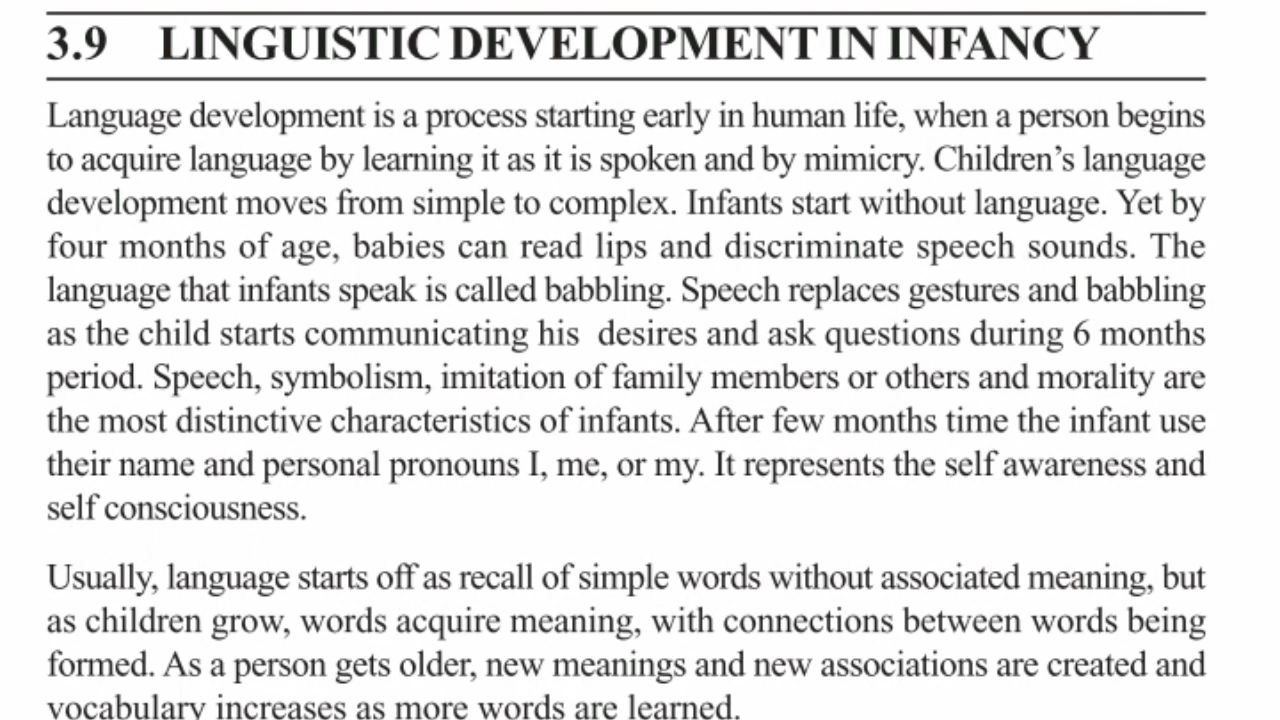 3.9 LINGUISTIC DEVELOPMENT IN INFANCY
Language development is a process starting early in human life, when a person begins
to acquire language by learning it as it is spoken and by mimicry. Children’s language
development moves from simple to complex. Infants start without language. Yet by
four months of age, babies can read lips and discriminate speech sounds. The
language that infants speak is called babbling. Speech replaces gestures and babbling
as the child starts communicating his desires and ask questions during 6 months
period. Speech, symbolism, imitation of family members or others and morality are
the most distinctive characteristics of infants. After few months time the infant use
their name and personal pronouns I, me, or my. It represents the self awareness and
self consciousness.
Usually, language starts off as recall of simple words without associated meaning, but
as children grow, words acquire meaning, with connections between words being
formed. As a person gets older, new meanings and new associations are created and
vocabulary increases as more words are learned.